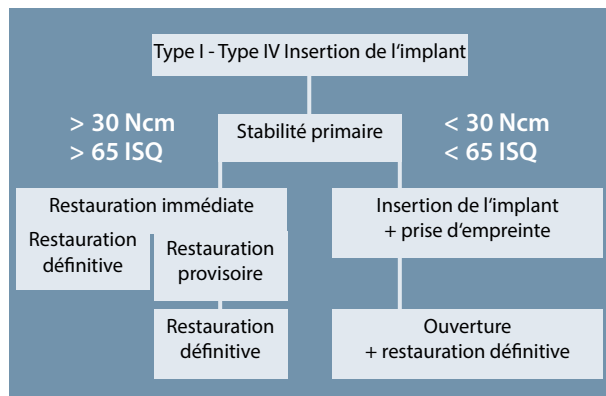 Type I - Type IV Insertion de l'implant
> 30 Ncm
> 65 ISQ
Stabilité primaire
< 30 Ncm
< 65 ISQ
Restauration immédiate
Restauration
définitive
Restauration
provisoire
Restauration
définitive
Insertion de l'implant
+ prise d'empreinte
Ouverture
+ restauration définitive